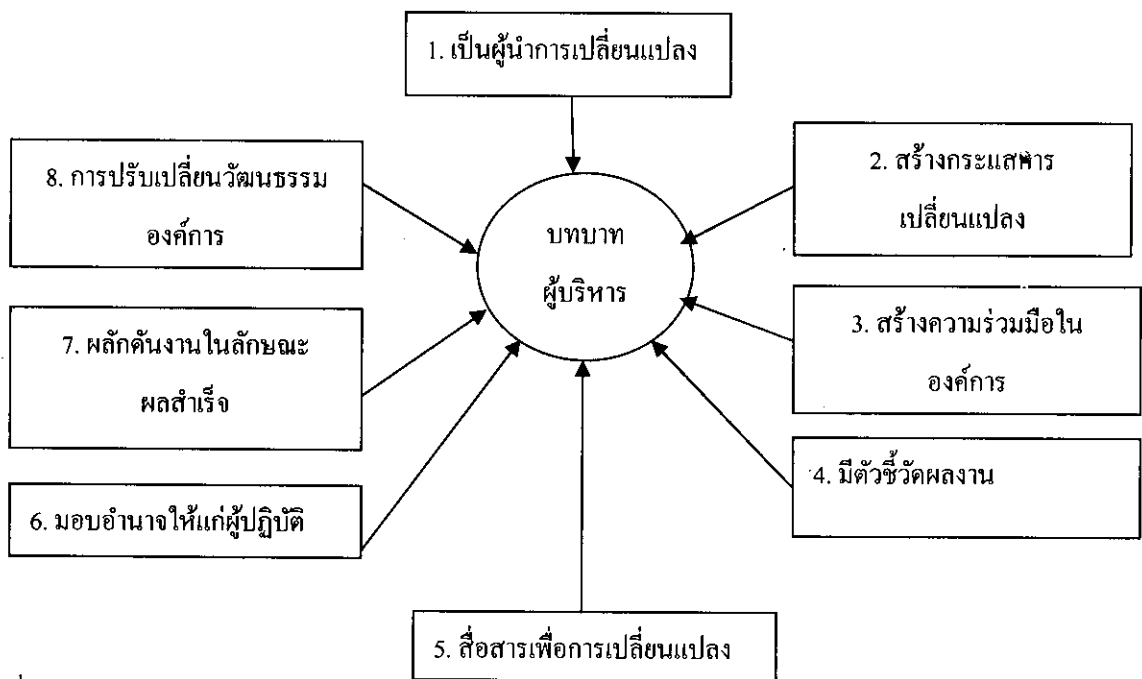 1. เป็นผู้นำการเปลี่ยนแปลง
2. สร้างกระแสการ
เปลี่ยนแปลง
3. สร้างความร่วมมือใน
องค์การ
4. มีตัวชี้วัดผลงาน
5. สื่อสารเพื่อการเปลี่ยนแปลง
6. มอบอำนาจให้แก่ผู้ปฏิบัติ
7. ผลักดันงานในลักษณะ
ผลสำเร็จ
8. การปรับเปลี่ยนวัฒนธรรม
องค์การ
บทบาท
ผู้บริหาร